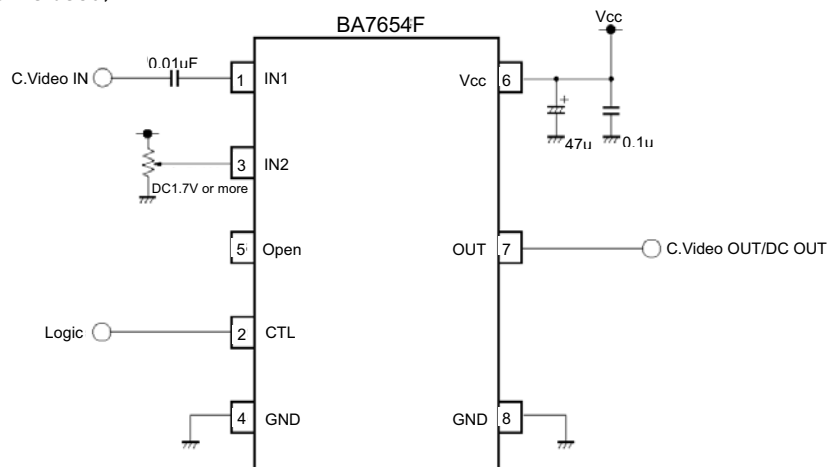 BA7654F
Vcc
C.Video IN
0.01uF
1
IN1
Vcc
6
+
47u
0.1u
3
IN2
DC1.7V or more
5
Open
OUT
7
C.Video OUT/DC OUT
Logic
2
CTL
4
GND
GND
8